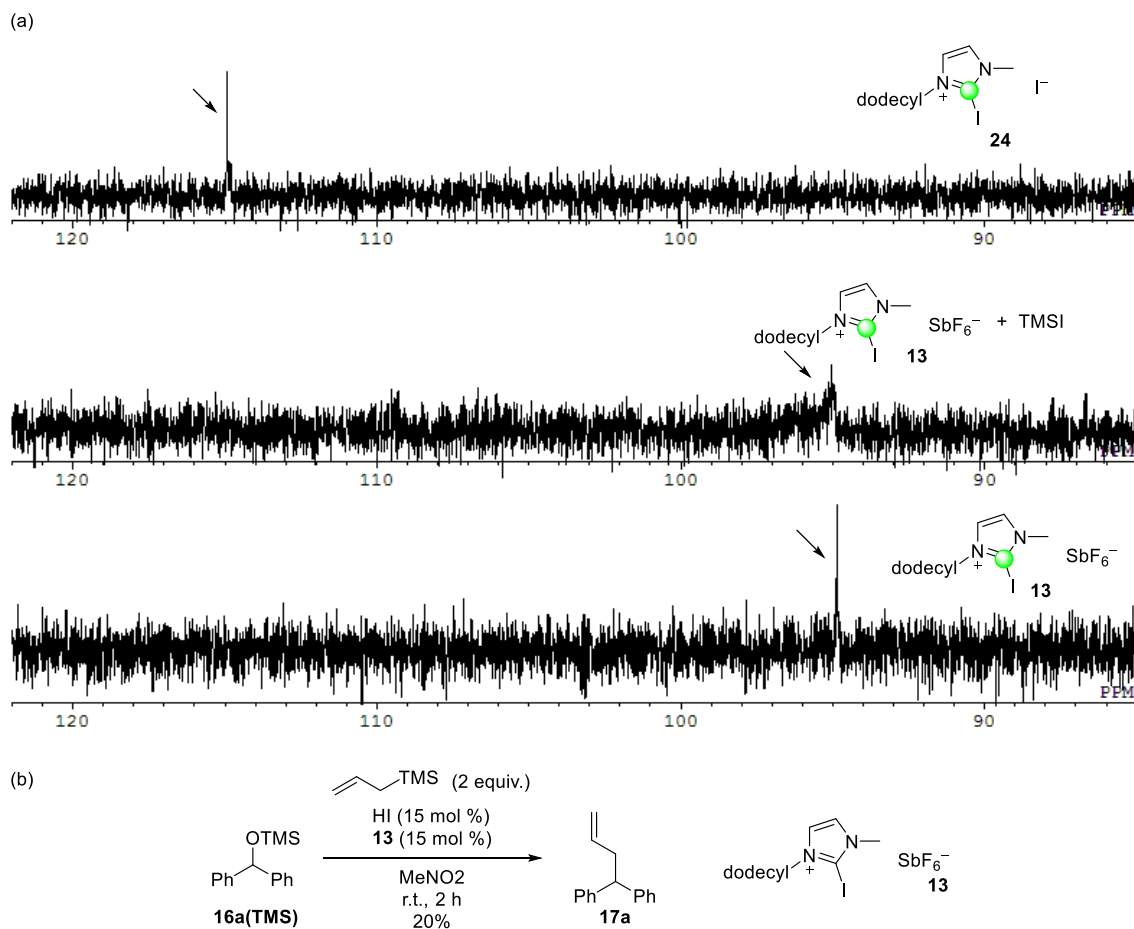 (a)
N
N
dodecyl
+
I
I⁻
24
PPM
120 110 100 90
N
N
dodecyl
+
I
SbF₆⁻ + TMSI
13
PPM
120 110 100 90
N
N
dodecyl
+
I
SbF₆⁻
13
PPM
120 110 100 90
(b)
TMS (2 equiv.)
HI (15 mol %)
13 (15 mol %)
MeNO2
r.t., 2 h
20%
OTMS
Ph Ph
16a(TMS)
Ph Ph
17a
N
N
dodecyl
+
I
SbF₆⁻
13